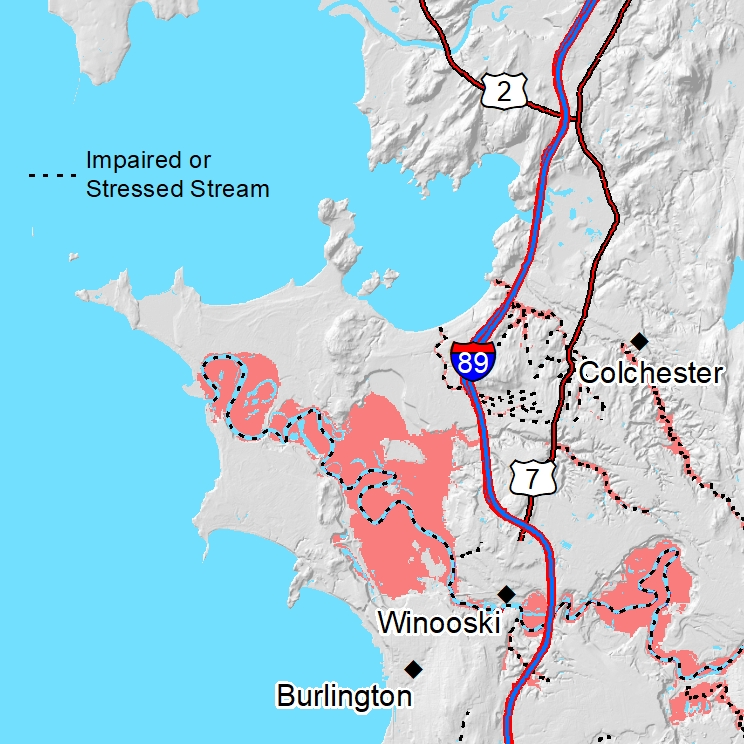 2
Impaired or
Stressed Stream
89
Colchester
7
Winooski
Burlington